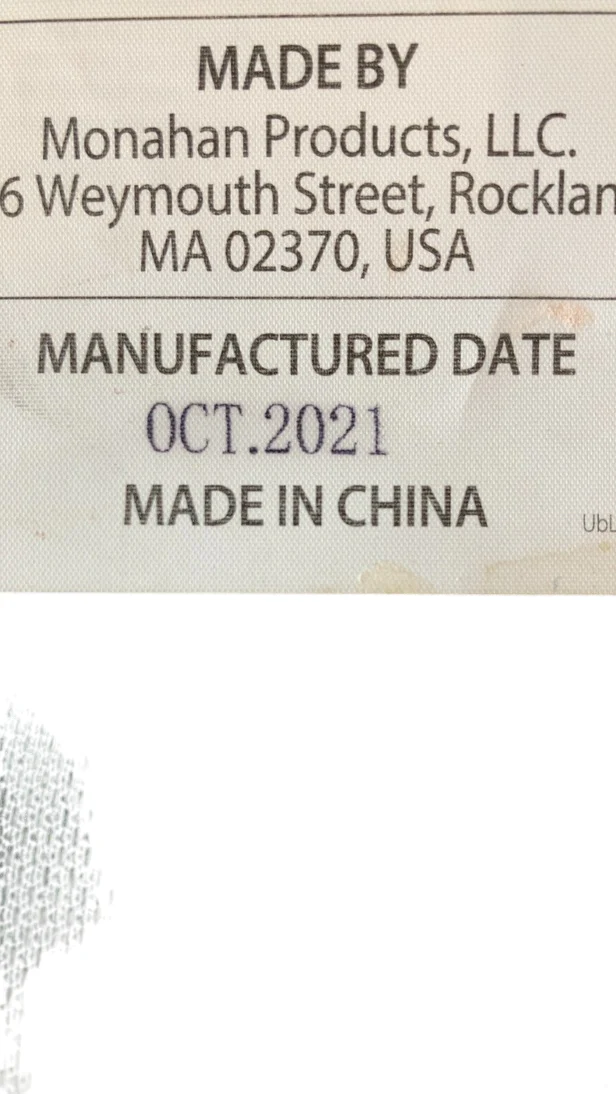 MADE BY
Monahan Products, LLC.
6 Weymouth Street, Rocklan
MA 02370, USA
MANUFACTURED DATE
OCT.2021
MADE IN CHINA
UbL